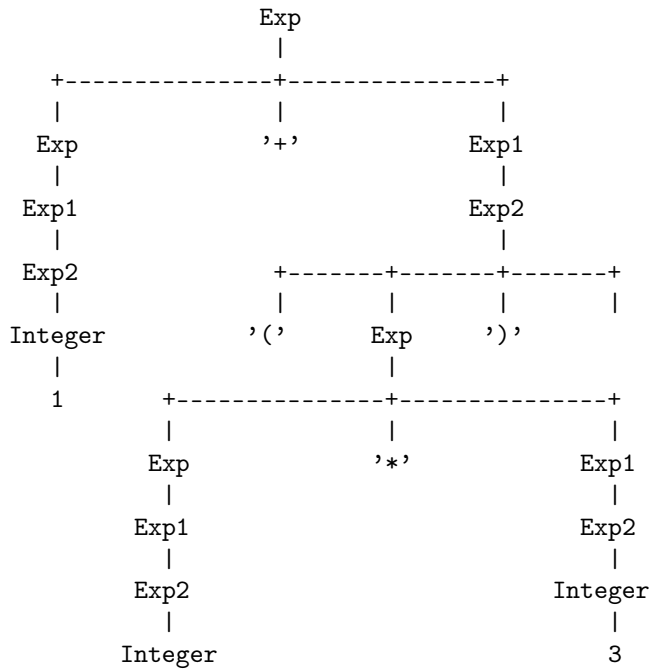 Exp
|
+---------------+---------------+
| | |
Exp '+' Exp1
| |
Exp1 Exp2
| |
Exp2 +-------+-------+-------+
| | | | |
Integer '(' Exp ')'
| |
1 +---------------+---------------+
| | |
Exp '*' Exp1
| |
Exp1 Exp2
| |
Exp2 Integer
| |
Integer 3